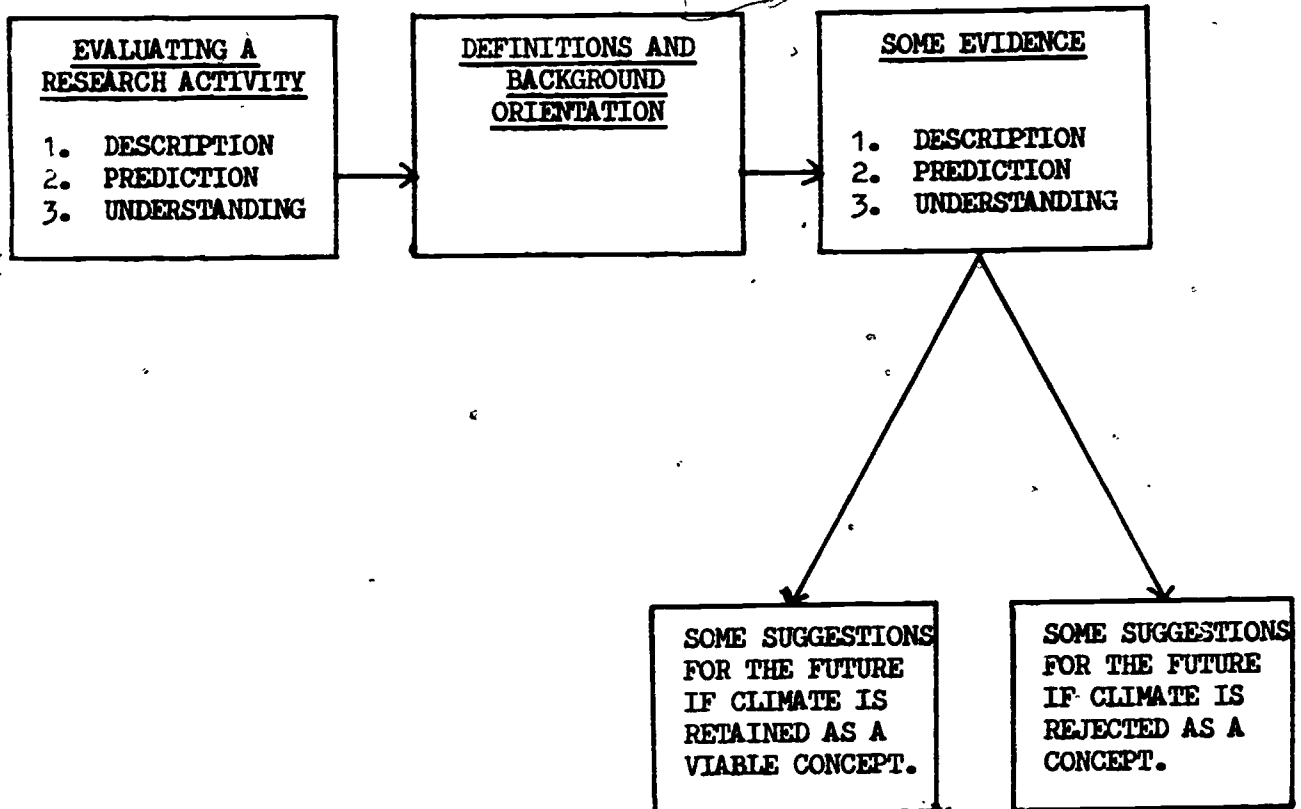 EVALUATING A
RESEARCH ACTIVITY
1. DESCRIPTION
2. PREDICTION
3. UNDERSTANDING
DEFINITIONS AND
BACKGROUND
ORIENTATION
SOME EVIDENCE
1. DESCRIPTION
2. PREDICTION
3. UNDERSTANDING
SOME SUGGESTIONS
FOR THE FUTURE
IF CLIMATE IS
RETAINED AS A
VIABLE CONCEPT.
SOME SUGGESTIONS
FOR THE FUTURE
IF CLIMATE IS
REJECTED AS A
CONCEPT.